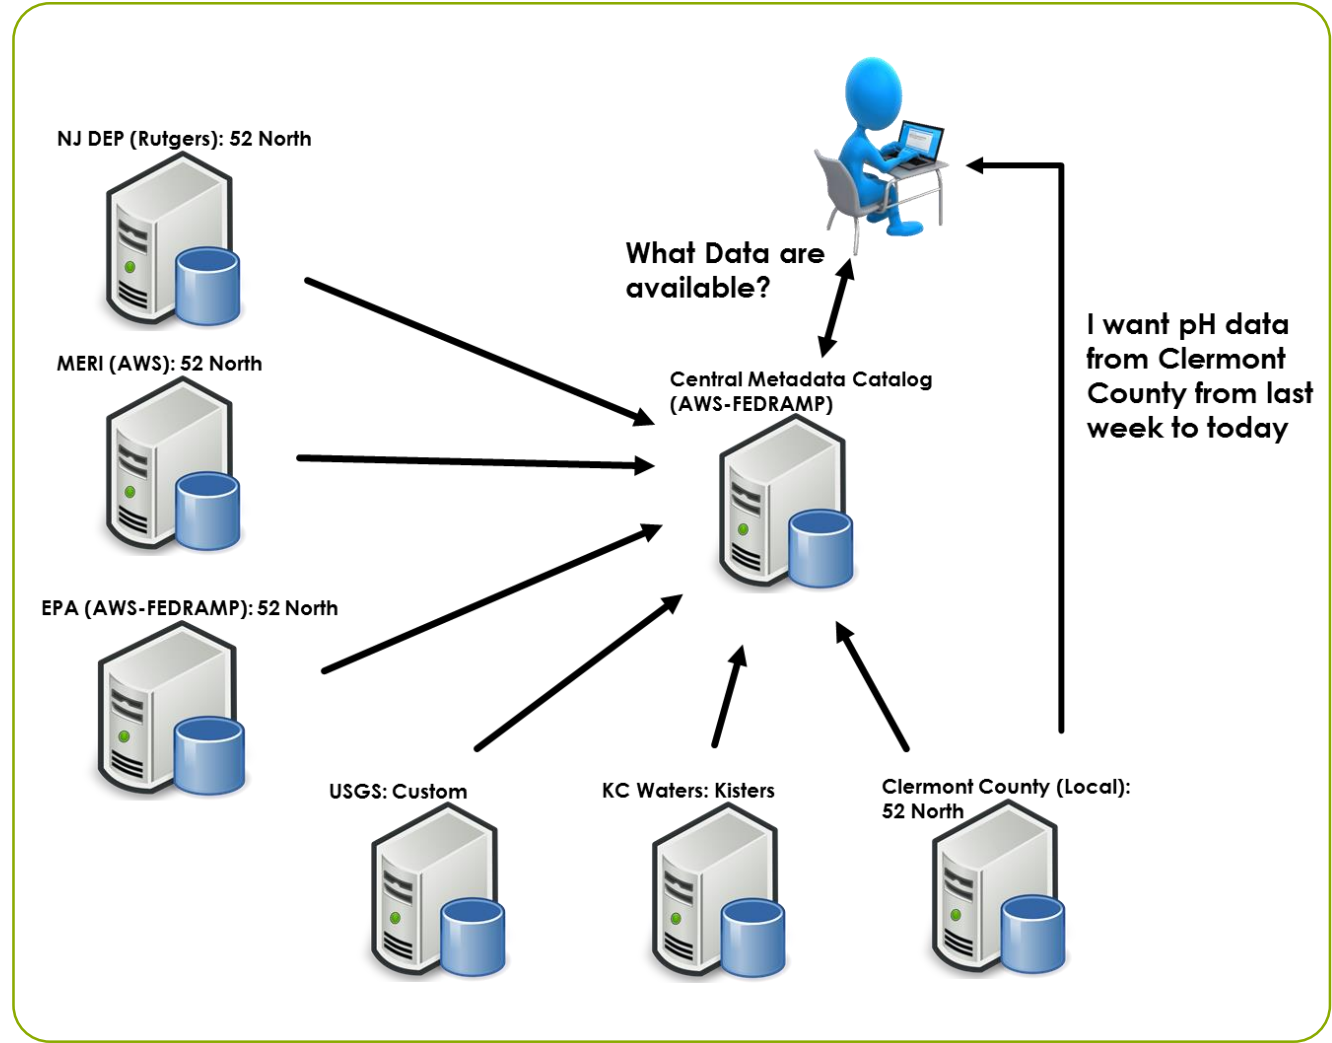 NJ DEP (Rutgers): 52 North
What Data are
available?
I want pH data
from Clermont
County from last
week to today
MERI (AWS): 52 North
Central Metadata Catalog
(AWS-FEDRAMP)
EPA (AWS-FEDRAMP): 52 North
USGS: Custom
KC Waters: Kisters
Clermont County (Local):
52 North